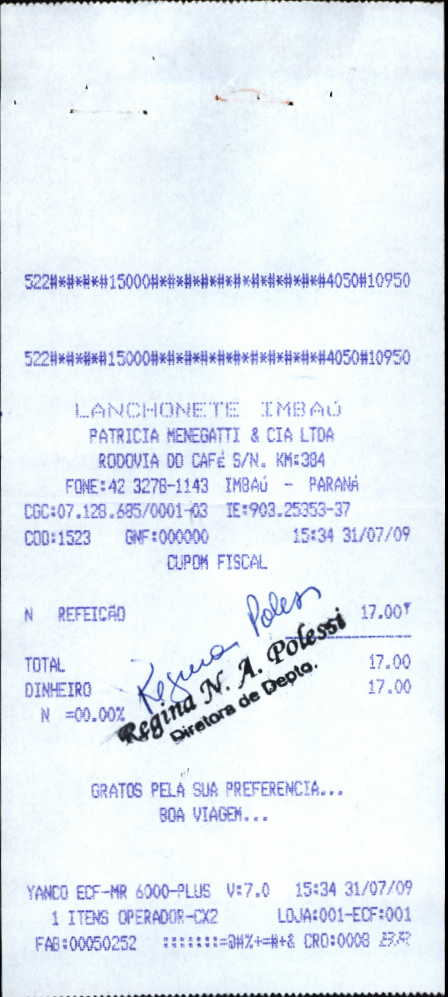 522#*#*#*#15000#*#*#*#*#*#*#*#*#*#*#*#4050#10950
522#*#*#*#15000#*#*#*#*#*#*#*#*#*#*#*#4050#10950
LANCHONETE IMBAÚ
PATRICIA MENEGATTI & CIA LTDA
RODOVIA DO CAFÉ S/N. KM:384
FONE:42 3278-1143 IMBAÚ - PARANÁ
CGC:07.128.685/0001-03 IE:903.25353-37
COO:1523 GNF:000000 15:34 31/07/09
CUPOM FISCAL
N REFEIÇÃO 17.00T
Regina Poless
TOTAL 17.00
DINHEIRO 17.00
N =00.00%
Regina N. A. Polessi
Diretora de Depto.
GRATOS PELA SUA PREFERENCIA...
BOA VIAGEM...
YANCO ECF-MR 6000-PLUS V:7.0 15:34 31/07/09
1 ITENS OPERADOR-CX2 LOJA:001-ECF:001
FAB:00050252 CRO:0008